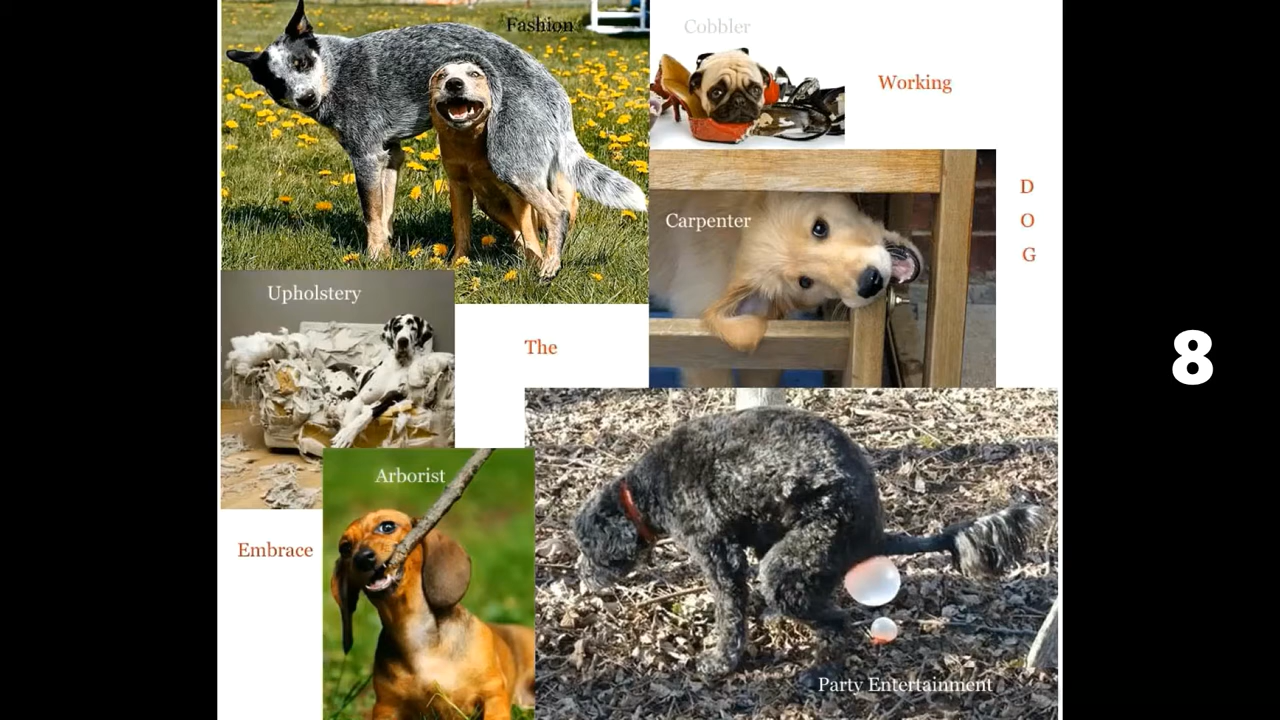 Fashion
Cobbler
Working
D
O
G
Carpenter
Upholstery
The
Arborist
Embrace
Party Entertainment
8